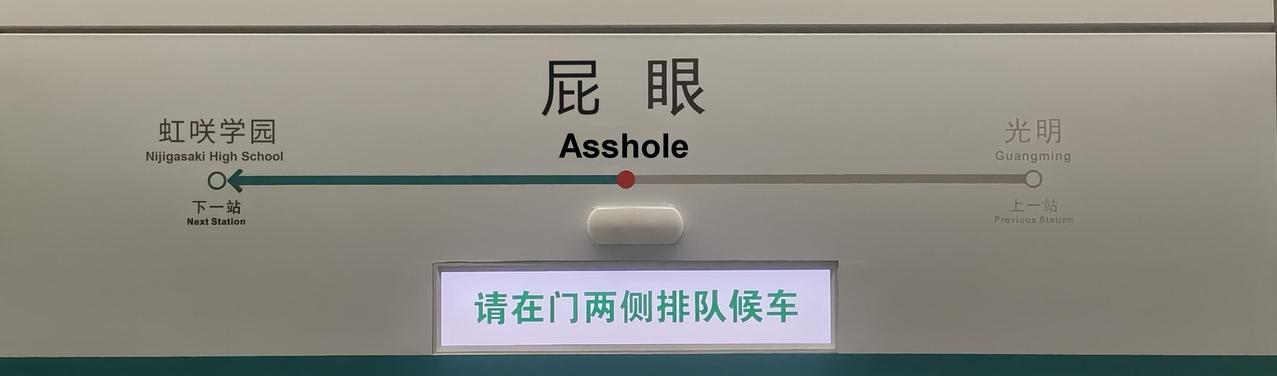 屁眼
Asshole
虹咲学园
Nijigasaki High School
下一站
Next Station
光明
Guangming
上一站
Previous Station
请在门两侧排队候车